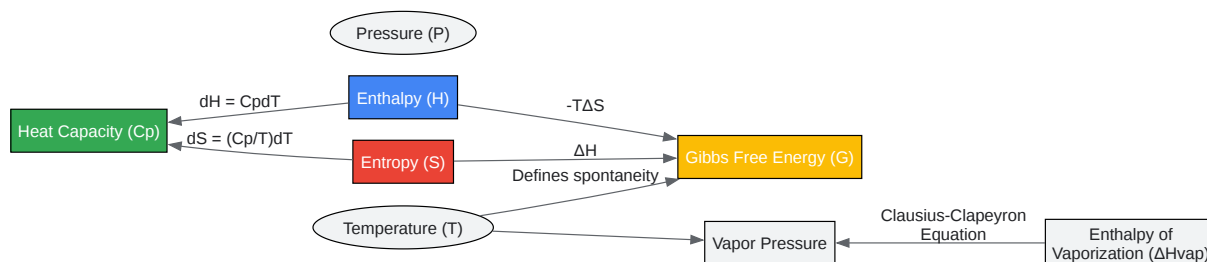 Pressure (P)
dH = CpdT
Enthalpy (H)
-TΔS
Heat Capacity (Cp)
dS = (Cp/T)dT
Entropy (S)
ΔH
Gibbs Free Energy (G)
Defines spontaneity
Temperature (T)
Vapor Pressure
Clausius-Clapeyron
Equation
Enthalpy of
Vaporization (ΔHvap)